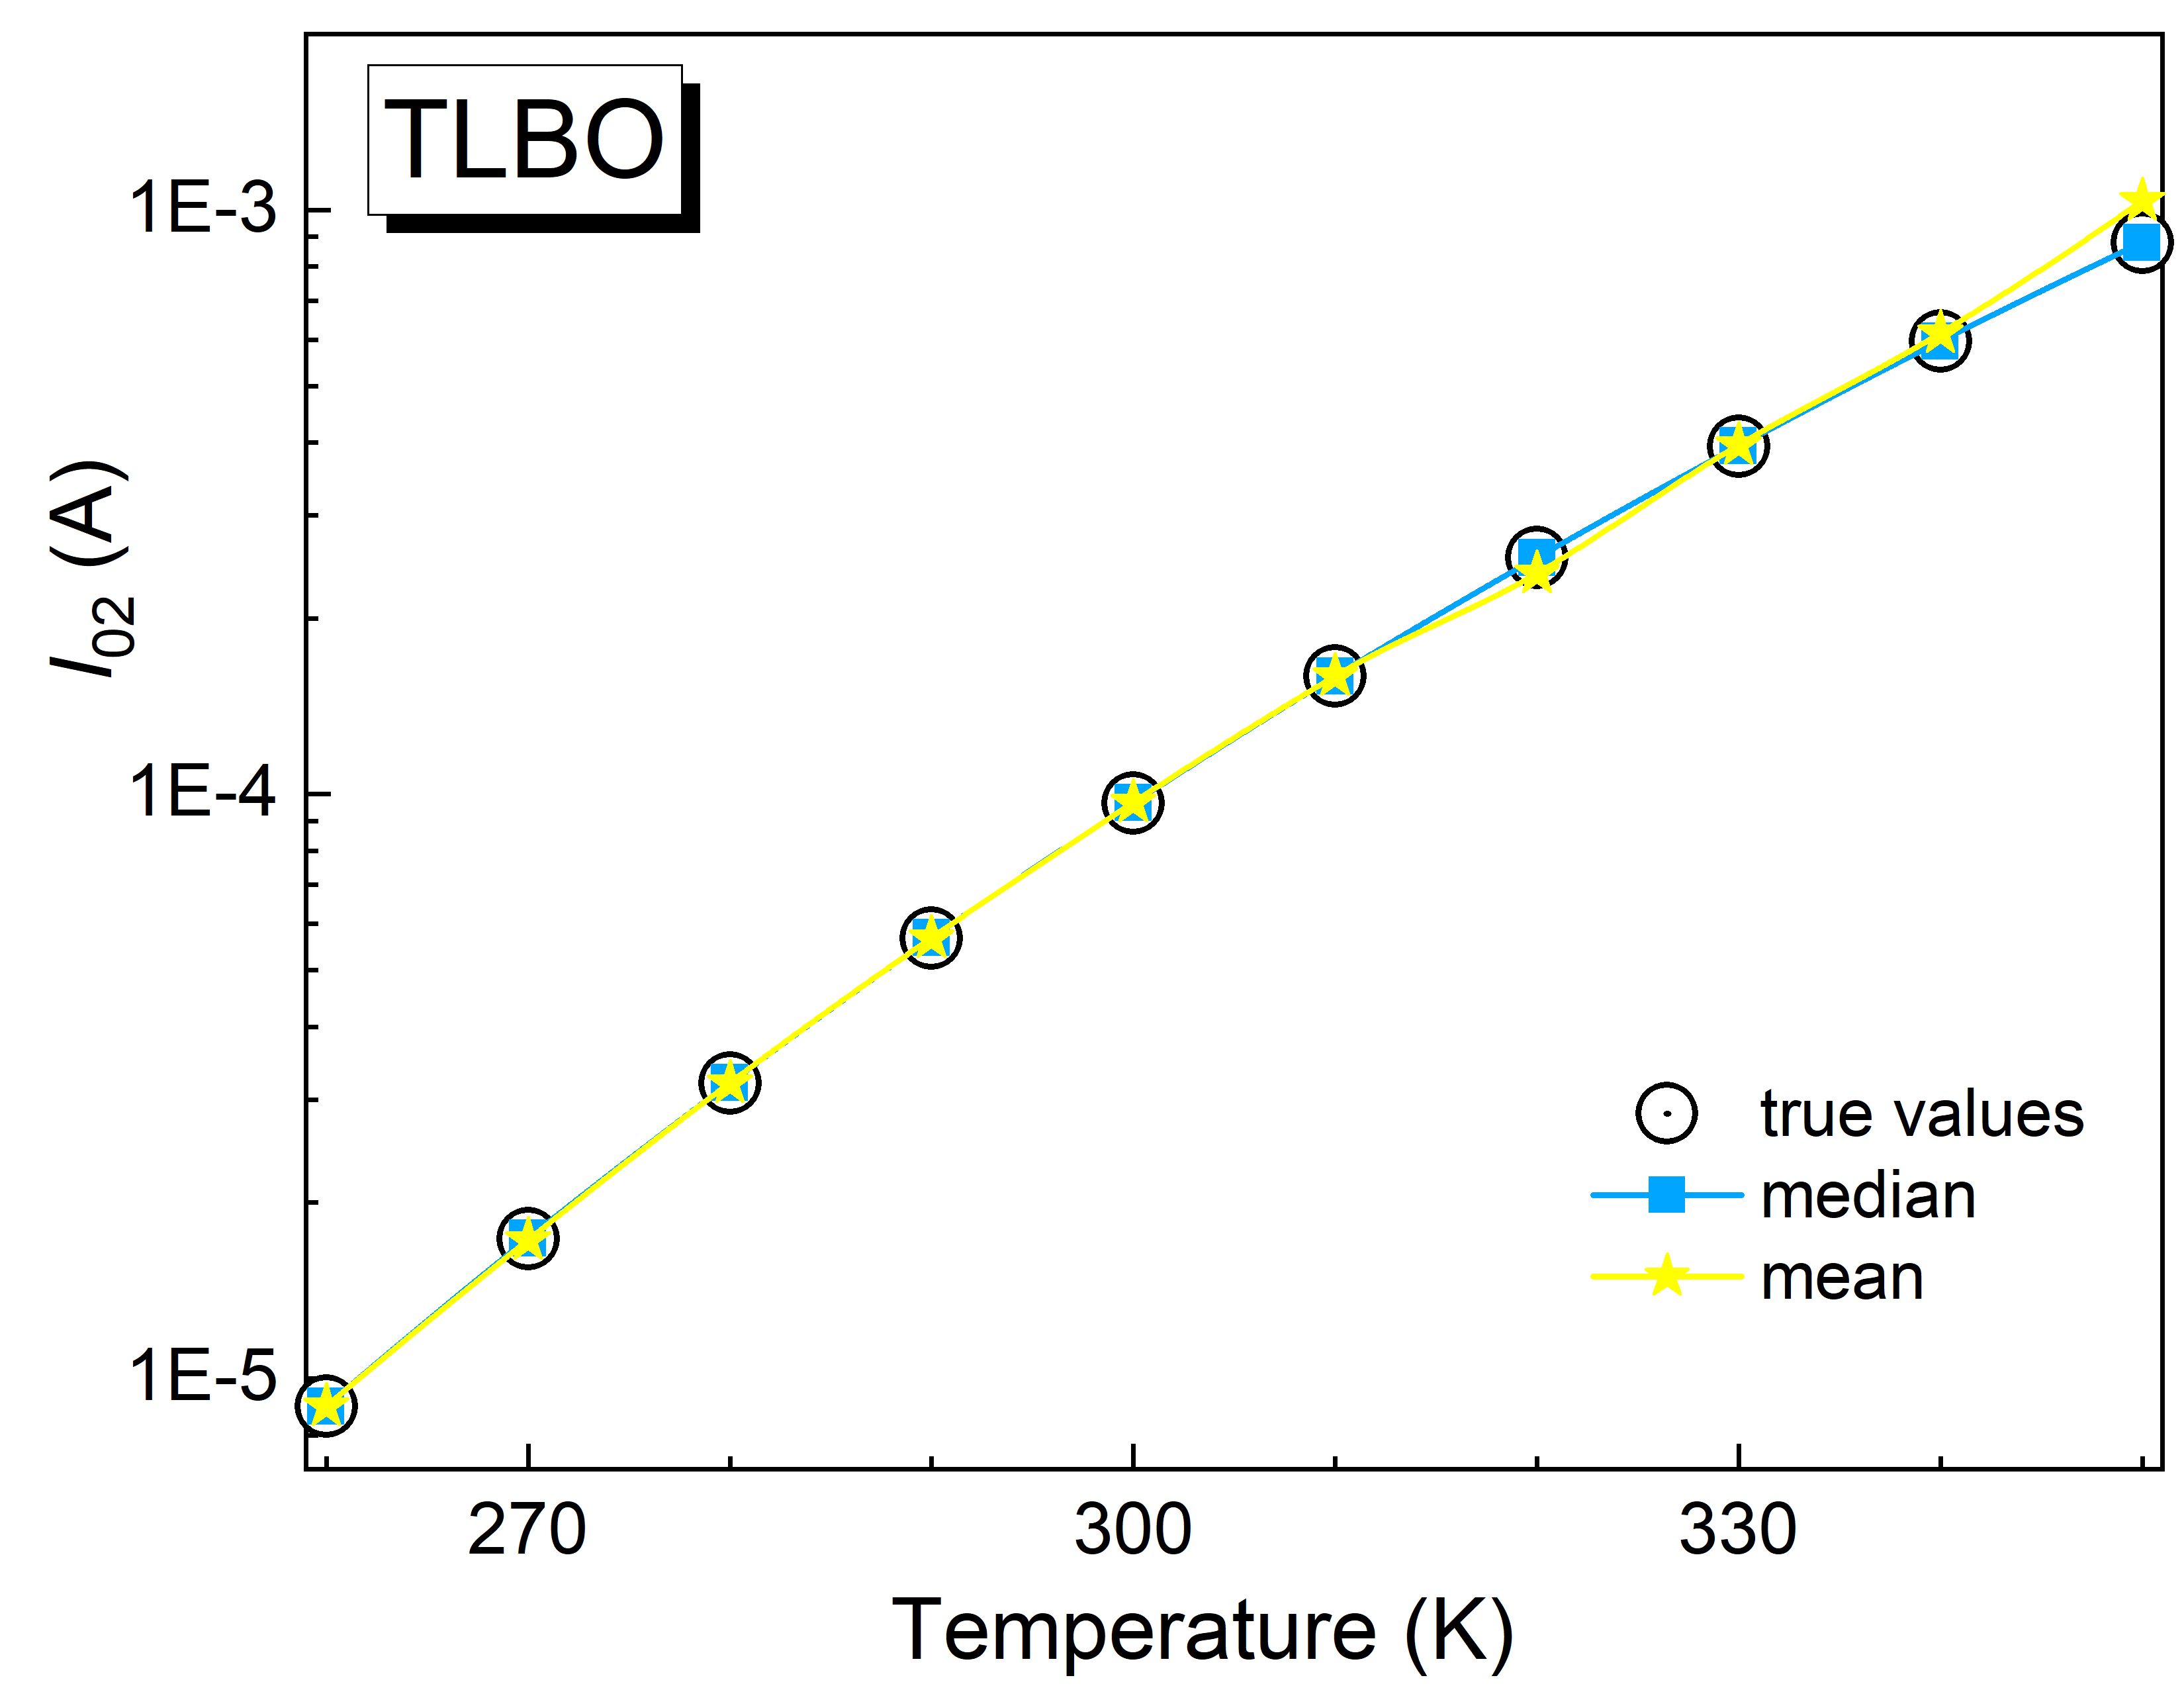 TLBO
1E-3
1E-4
1E-5
I02 (A)
true values
median
mean
270 300 330
Temperature (K)